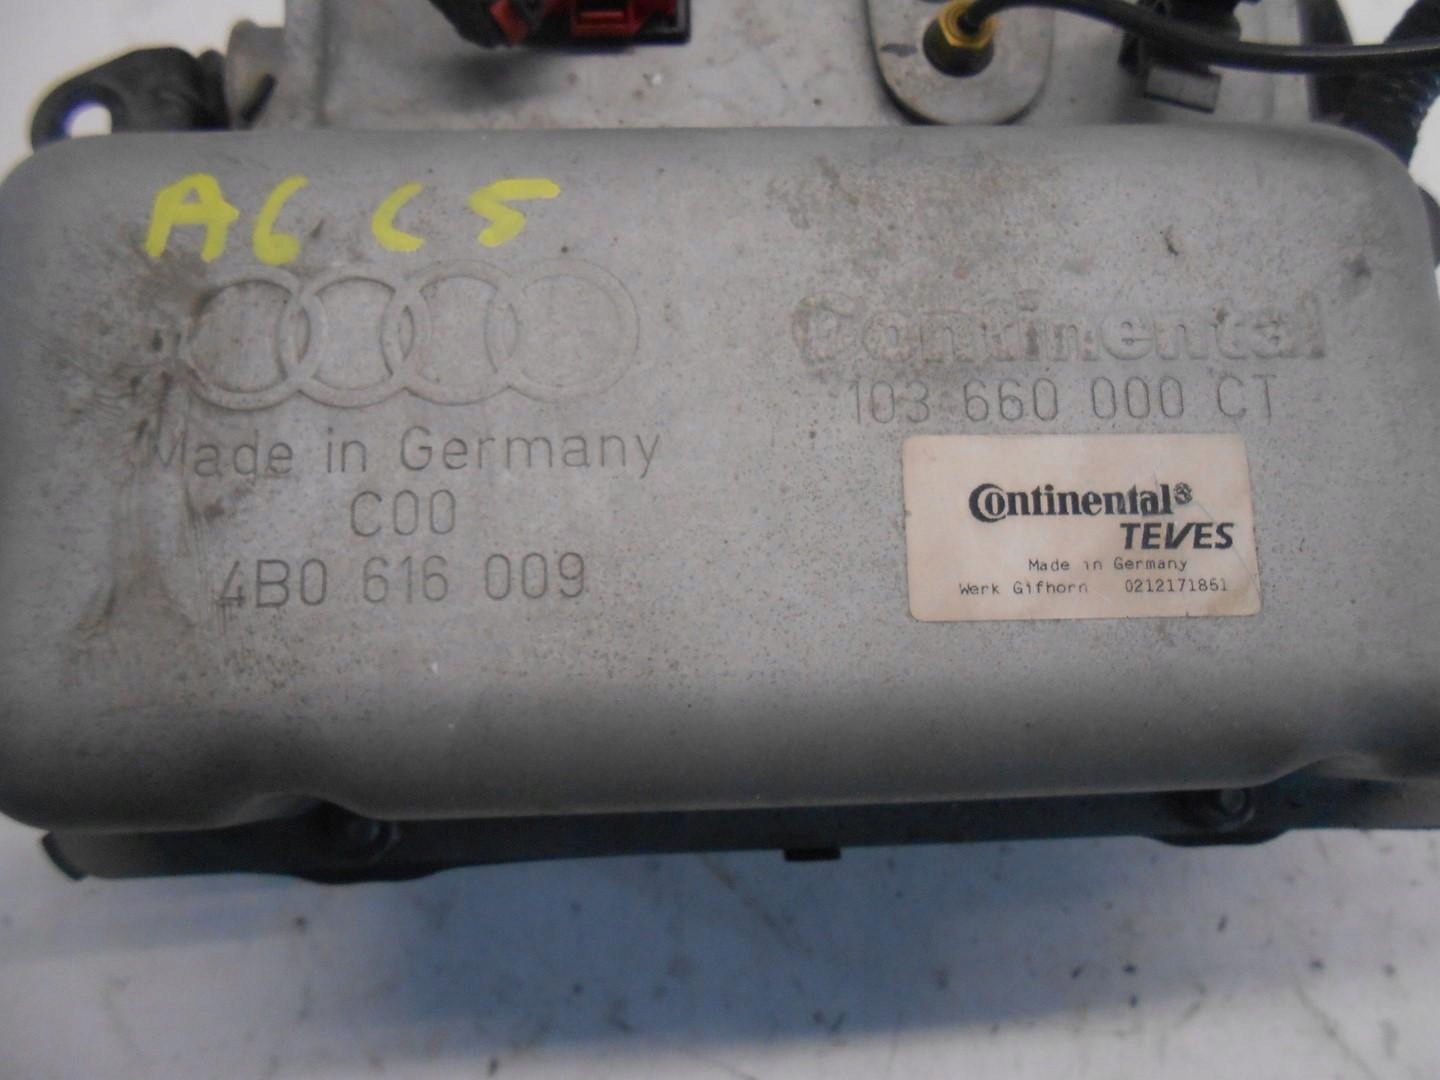 A6 C5
Made in Germany
C00
4B0 616 009
Continental
103 660 000 CT
Continental®
TEVES
Made in Germany
Werk Gifhorn 0212171851